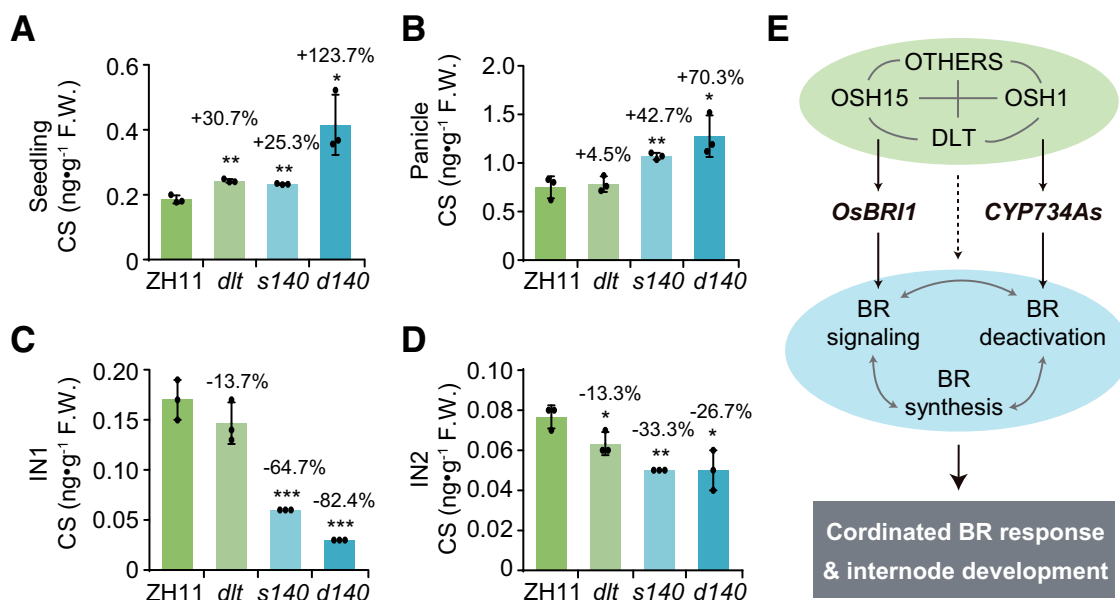 A
Seedling
CS (ng•g⁻¹ F.W.)
0.6
0.4
0.2
0
+30.7%
**
+25.3%
**
+123.7%
*
ZH11 dlt s140 d140
B
Panicle
CS (ng•g⁻¹ F.W.)
2.0
1.5
1.0
0.5
0
+4.5%
+42.7%
**
+70.3%
*
ZH11 dlt s140 d140
C
IN1
CS (ng•g⁻¹ F.W.)
0.20
0.15
0.10
0.05
0
-13.7%
-64.7%
***
-82.4%
***
ZH11 dlt s140 d140
D
IN2
CS (ng•g⁻¹ F.W.)
0.10
0.08
0.06
0.04
0.02
0
-13.3%
*
-33.3%
**
-26.7%
*
ZH11 dlt s140 d140
E
OTHERS
OSH15 OSH1
DLT
OsBRI1 CYP734As
BR
signaling
BR
deactivation
BR
synthesis
Cordinated BR response
& internode development